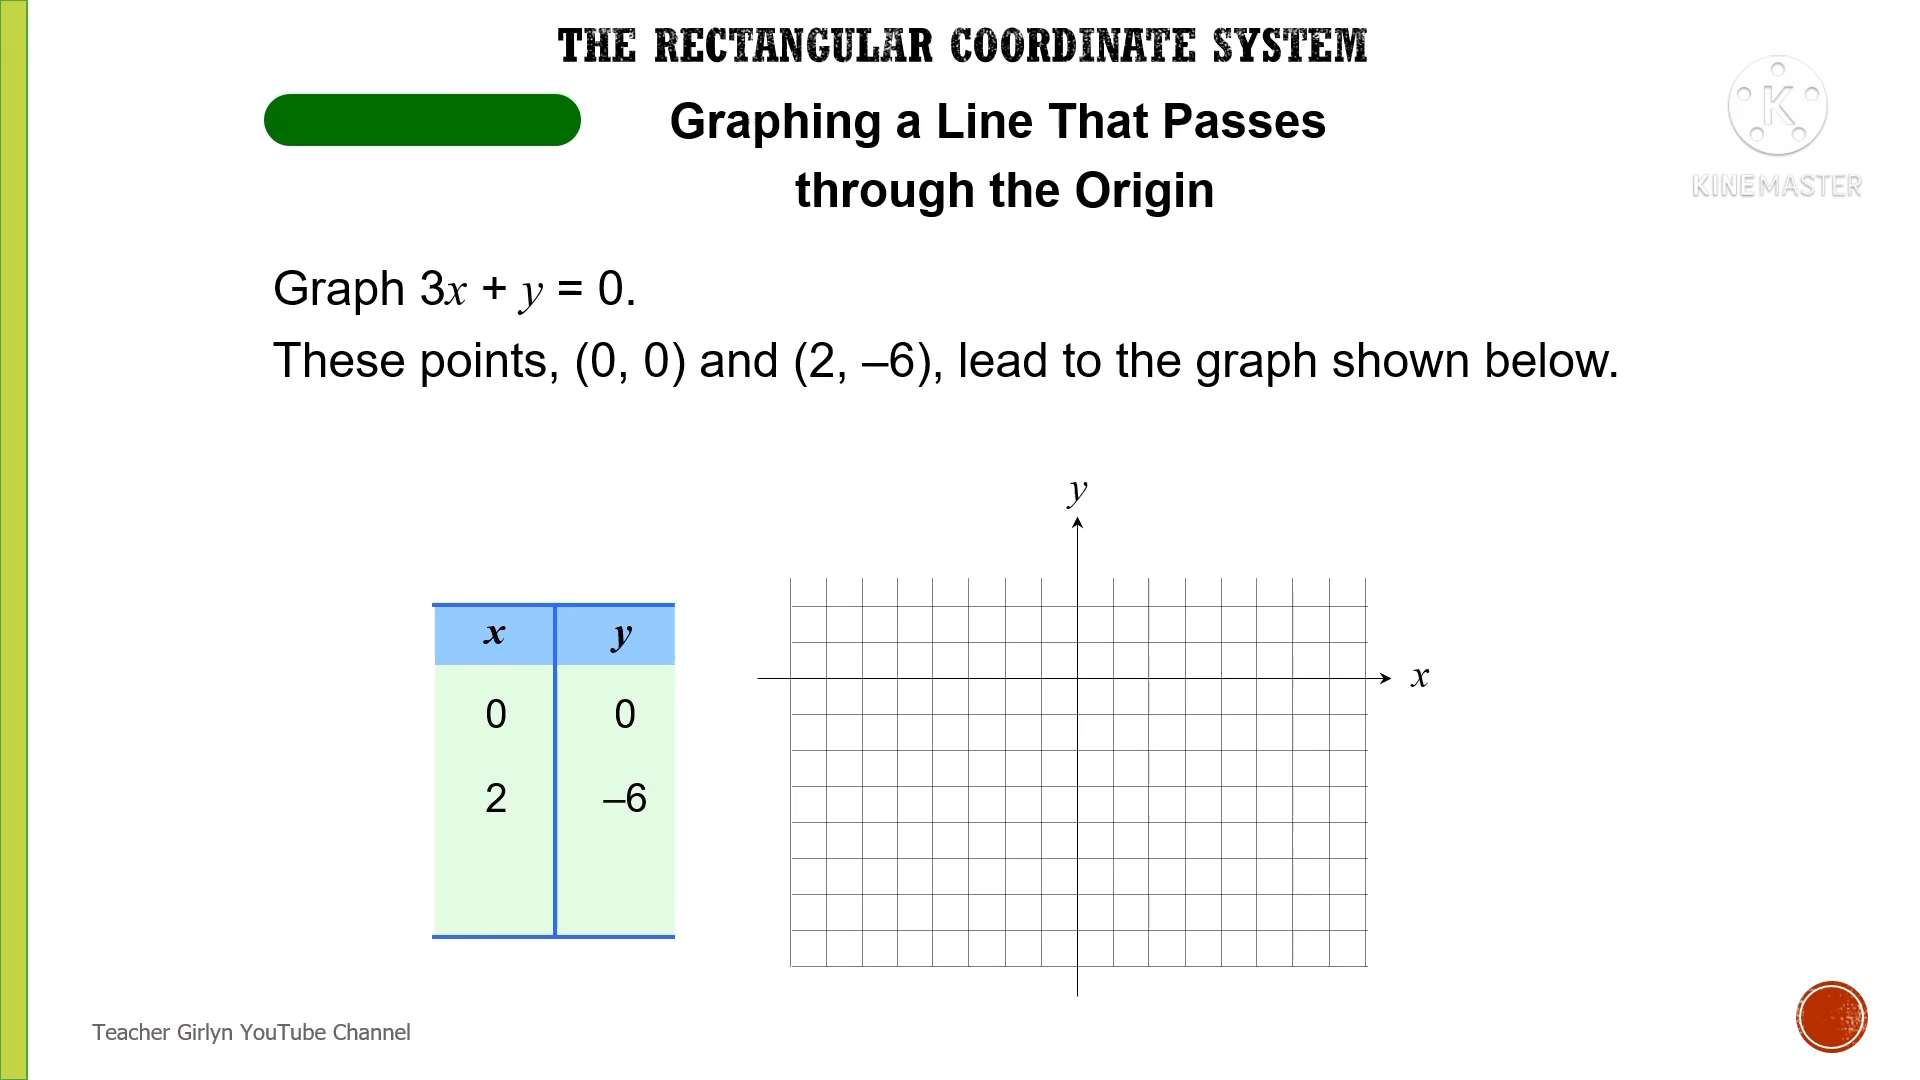 THE RECTANGULAR COORDINATE SYSTEM
Graphing a Line That Passes
through the Origin
K
KINEMASTER
Graph 3x + y = 0.
These points, (0, 0) and (2, –6), lead to the graph shown below.
y
x
x y
0 0
2 –6
Teacher Girlyn YouTube Channel